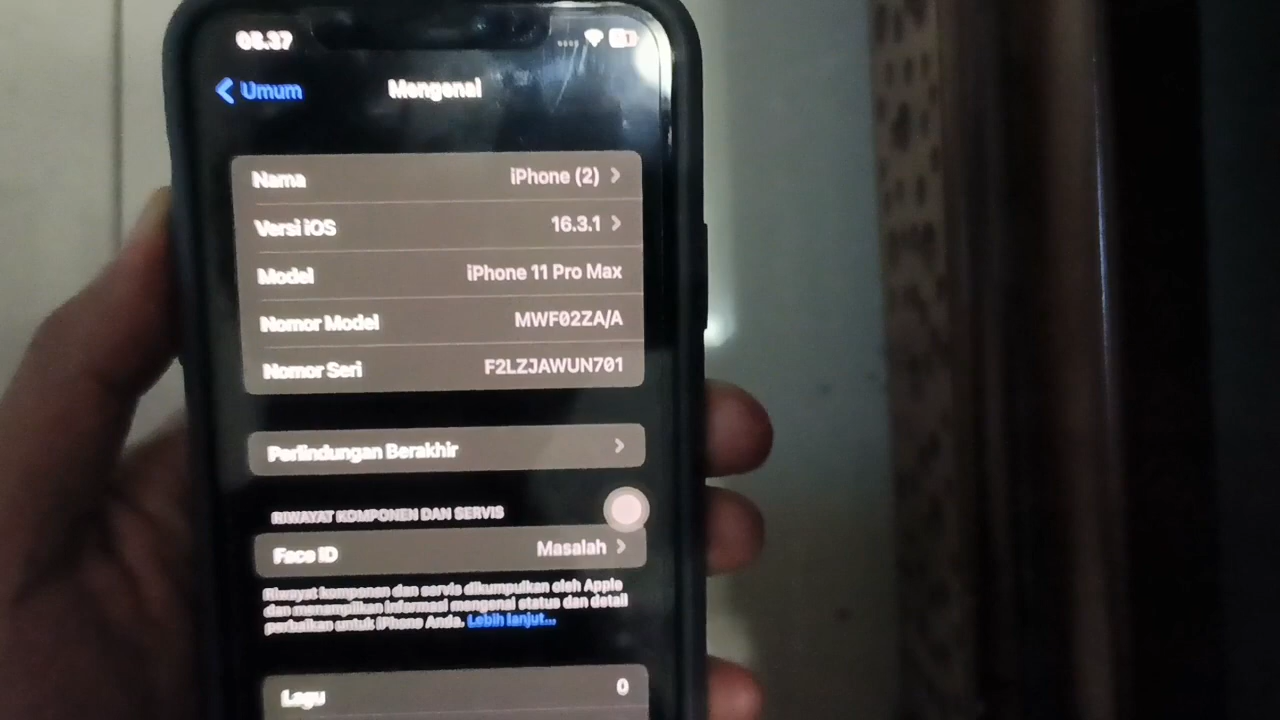 08.37
Umum
Mengenai
Nama iPhone (2)
Versi iOS 16.3.1
Model iPhone 11 Pro Max
Nomor Model MWF02ZA/A
Nomor Seri F2LZJAWUN701
Perlindungan Berakhir
RIWAYAT KOMPONEN DAN SERVIS
Face ID Masalah
Riwayat komponen dan servis dikumpulkan oleh Apple
dan menampilkan informasi mengenai status dan detail
perbaikan untuk iPhone Anda. Lebih lanjut...
Lagu 0